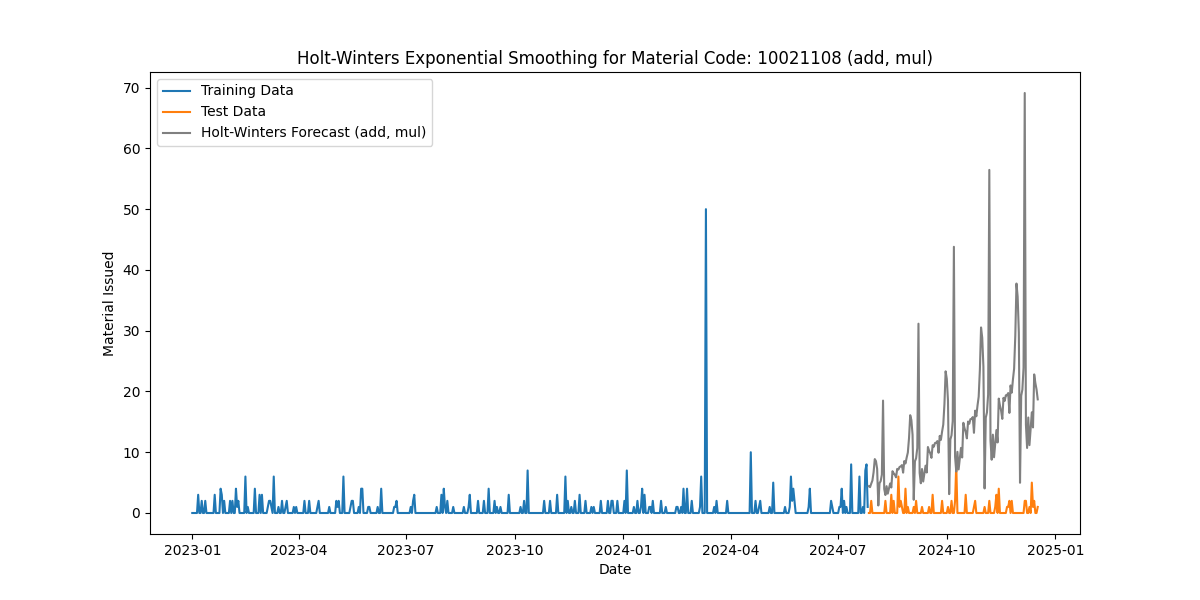 Holt-Winters Exponential Smoothing for Material Code: 10021108 (add, mul)
Training Data
Test Data
Holt-Winters Forecast (add, mul)
70
60
50
40
30
20
10
0
Material Issued
2023-01 2023-04 2023-07 2023-10 2024-01 2024-04 2024-07 2024-10 2025-01
Date